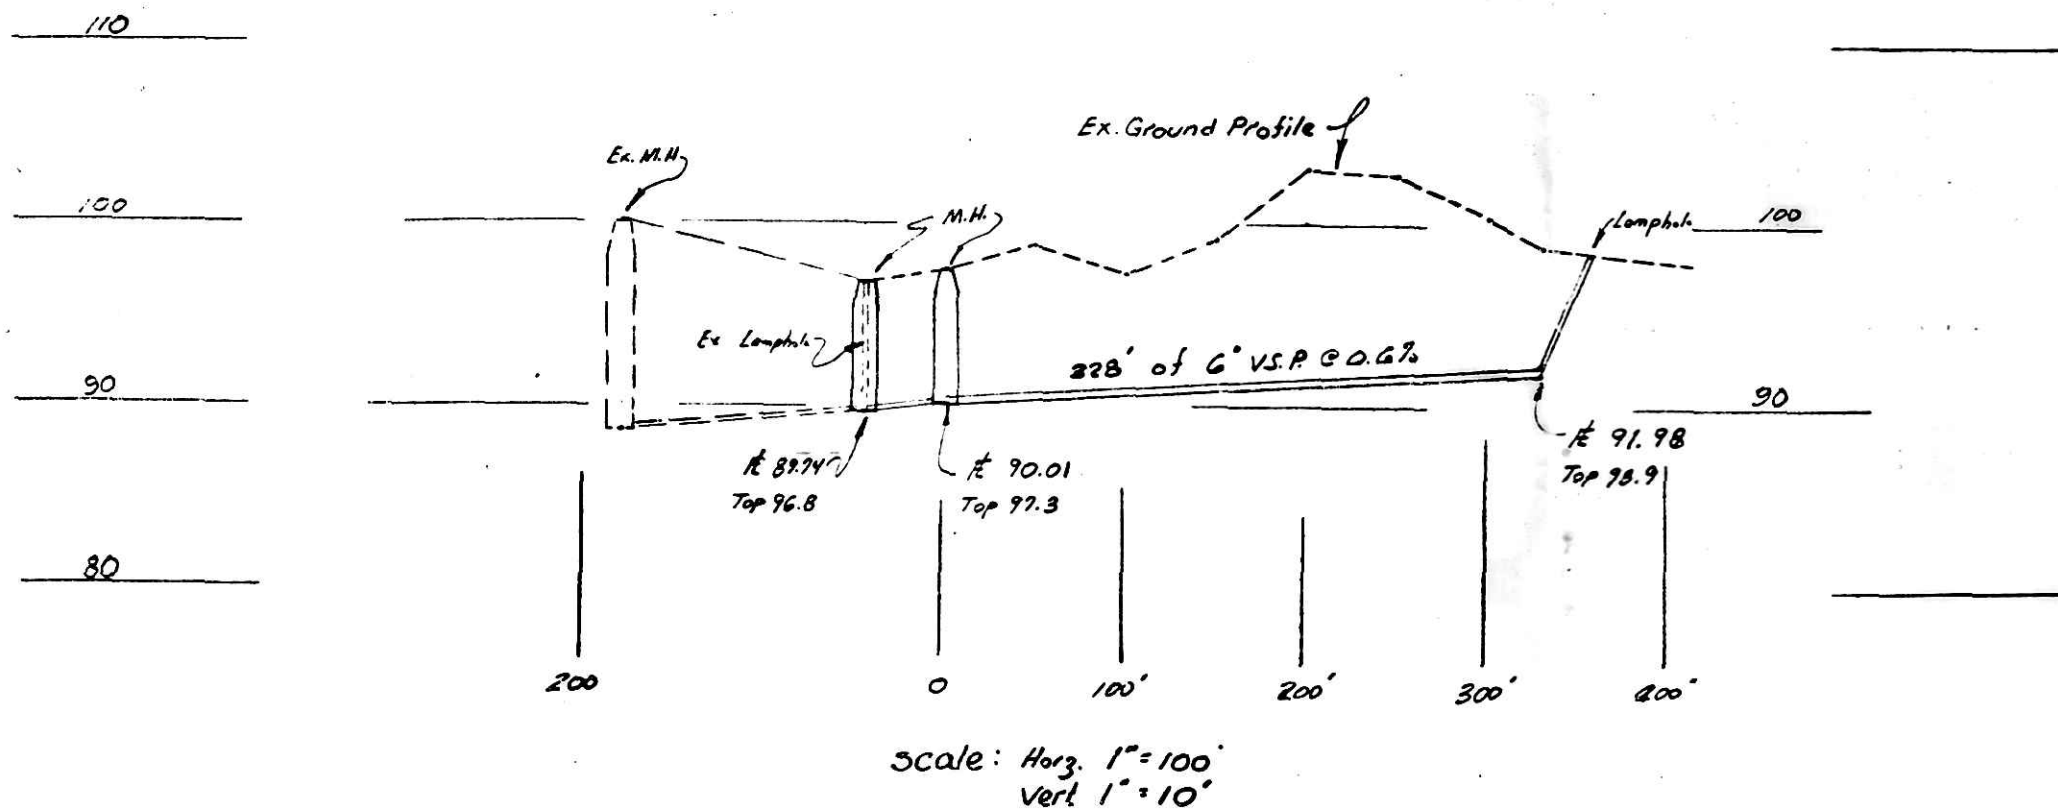 110
Ex. Ground Profile
Ex. M.H.
100
M.H.
Lamphole
100
Ex Lamphole
328' of 6" V.S.P. @ 0.6%
90
90
89.74
Top 96.8
90.01
Top 97.3
91.98
Top 98.9
80
200
0
100'
200'
300'
400'
Scale: Horz. 1"=100'
Vert 1"=10'